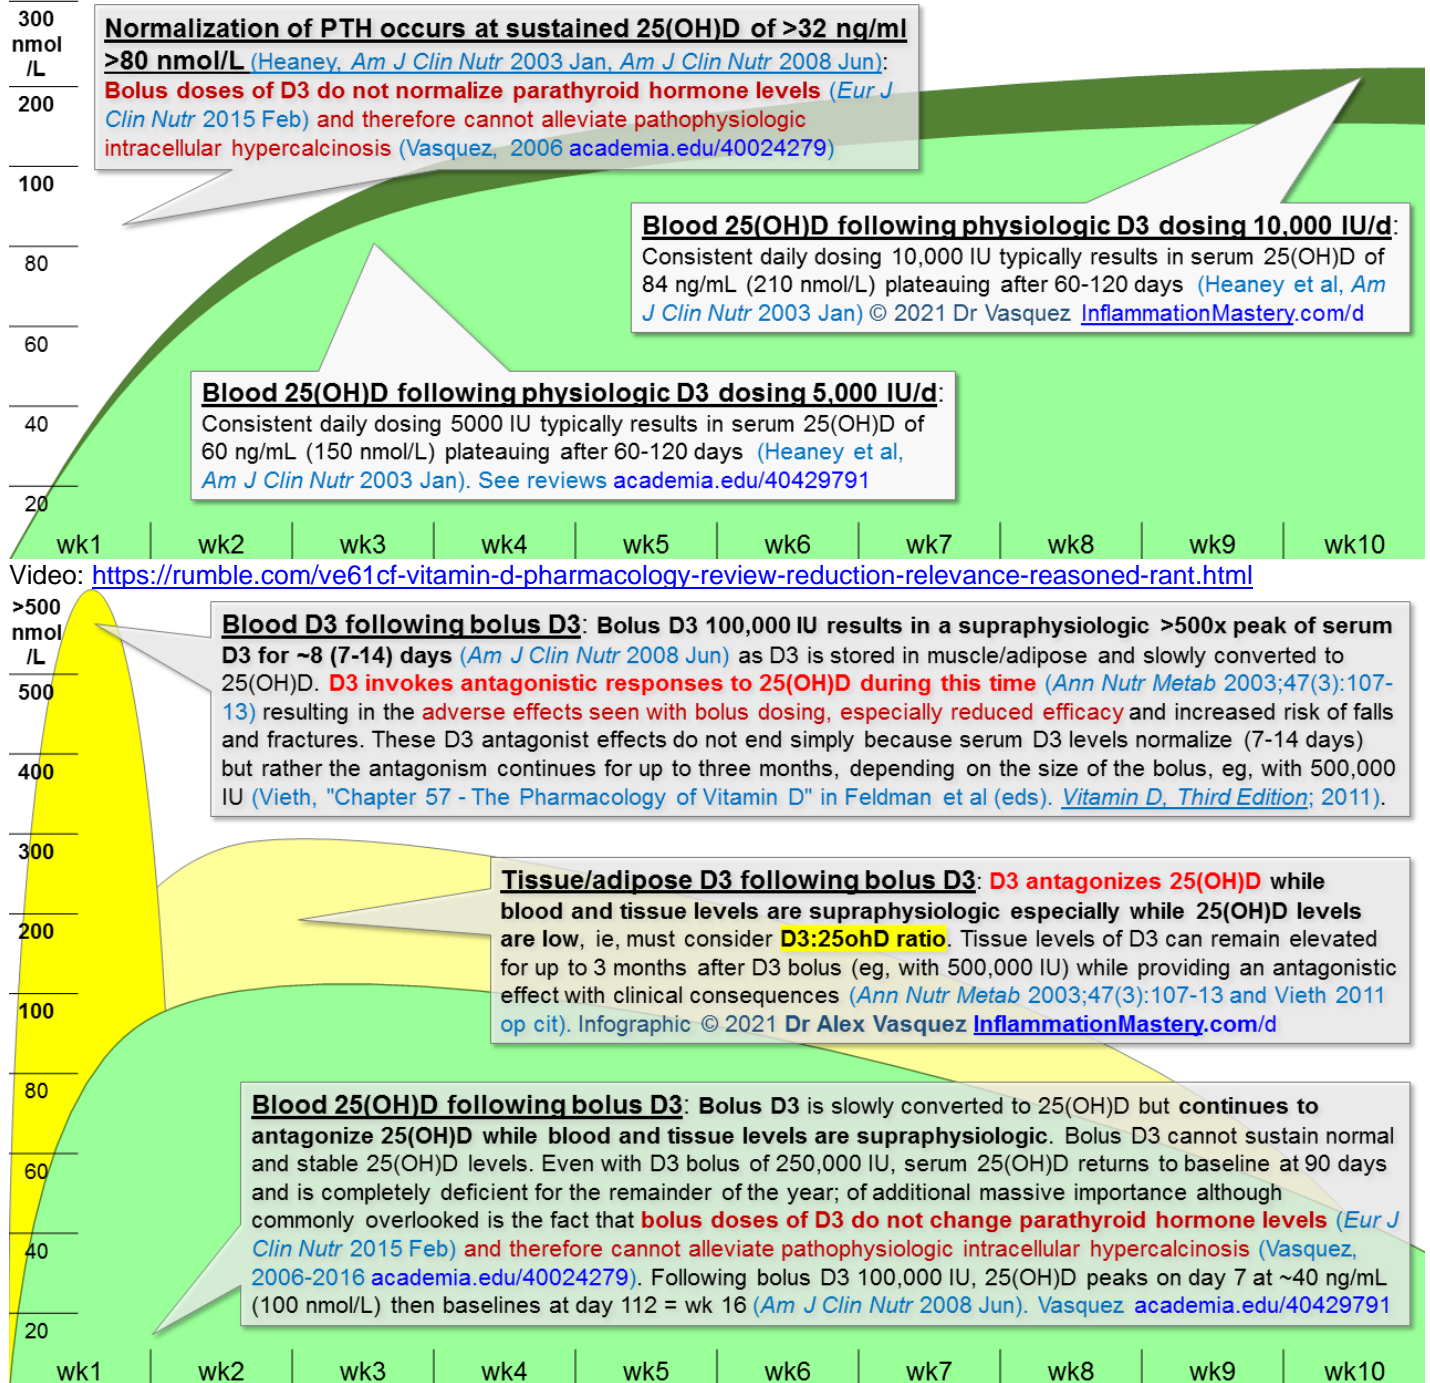 300
nmol
/L
200
100
80
60
40
20
Normalization of PTH occurs at sustained 25(OH)D of >32 ng/ml
>80 nmol/L (Heaney, Am J Clin Nutr 2003 Jan, Am J Clin Nutr 2008 Jun):
Bolus doses of D3 do not normalize parathyroid hormone levels (Eur J
Clin Nutr 2015 Feb) and therefore cannot alleviate pathophysiologic
intracellular hypercalcinosis (Vasquez, 2006 academia.edu/40024279)
Blood 25(OH)D following physiologic D3 dosing 10,000 IU/d:
Consistent daily dosing 10,000 IU typically results in serum 25(OH)D of
84 ng/mL (210 nmol/L) plateauing after 60-120 days (Heaney et al, Am
J Clin Nutr 2003 Jan) © 2021 Dr Vasquez InflammationMastery.com/d
Blood 25(OH)D following physiologic D3 dosing 5,000 IU/d:
Consistent daily dosing 5000 IU typically results in serum 25(OH)D of
60 ng/mL (150 nmol/L) plateauing after 60-120 days (Heaney et al,
Am J Clin Nutr 2003 Jan). See reviews academia.edu/40429791
wk1 wk2 wk3 wk4 wk5 wk6 wk7 wk8 wk9 wk10
Video: https://rumble.com/ve61cf-vitamin-d-pharmacology-review-reduction-relevance-reasoned-rant.html
>500
nmol
/L
500
400
300
200
100
80
60
40
20
Blood D3 following bolus D3: Bolus D3 100,000 IU results in a supraphysiologic >500x peak of serum
D3 for ~8 (7-14) days (Am J Clin Nutr 2008 Jun) as D3 is stored in muscle/adipose and slowly converted to
25(OH)D. D3 invokes antagonistic responses to 25(OH)D during this time (Ann Nutr Metab 2003;47(3):107-
13) resulting in the adverse effects seen with bolus dosing, especially reduced efficacy and increased risk of falls
and fractures. These D3 antagonist effects do not end simply because serum D3 levels normalize (7-14 days)
but rather the antagonism continues for up to three months, depending on the size of the bolus, eg, with 500,000
IU (Vieth, "Chapter 57 - The Pharmacology of Vitamin D" in Feldman et al (eds). Vitamin D, Third Edition; 2011).
Tissue/adipose D3 following bolus D3: D3 antagonizes 25(OH)D while
blood and tissue levels are supraphysiologic especially while 25(OH)D levels
are low, ie, must consider D3:25ohD ratio. Tissue levels of D3 can remain elevated
for up to 3 months after D3 bolus (eg, with 500,000 IU) while providing an antagonistic
effect with clinical consequences (Ann Nutr Metab 2003;47(3):107-13 and Vieth 2011
op cit). Infographic © 2021 Dr Alex Vasquez InflammationMastery.com/d
Blood 25(OH)D following bolus D3: Bolus D3 is slowly converted to 25(OH)D but continues to
antagonize 25(OH)D while blood and tissue levels are supraphysiologic. Bolus D3 cannot sustain normal
and stable 25(OH)D levels. Even with D3 bolus of 250,000 IU, serum 25(OH)D returns to baseline at 90 days
and is completely deficient for the remainder of the year; of additional massive importance although
commonly overlooked is the fact that bolus doses of D3 do not change parathyroid hormone levels (Eur J
Clin Nutr 2015 Feb) and therefore cannot alleviate pathophysiologic intracellular hypercalcinosis (Vasquez,
2006-2016 academia.edu/40024279). Following bolus D3 100,000 IU, 25(OH)D peaks on day 7 at ~40 ng/mL
(100 nmol/L) then baselines at day 112 = wk 16 (Am J Clin Nutr 2008 Jun). Vasquez academia.edu/40429791
wk1 wk2 wk3 wk4 wk5 wk6 wk7 wk8 wk9 wk10